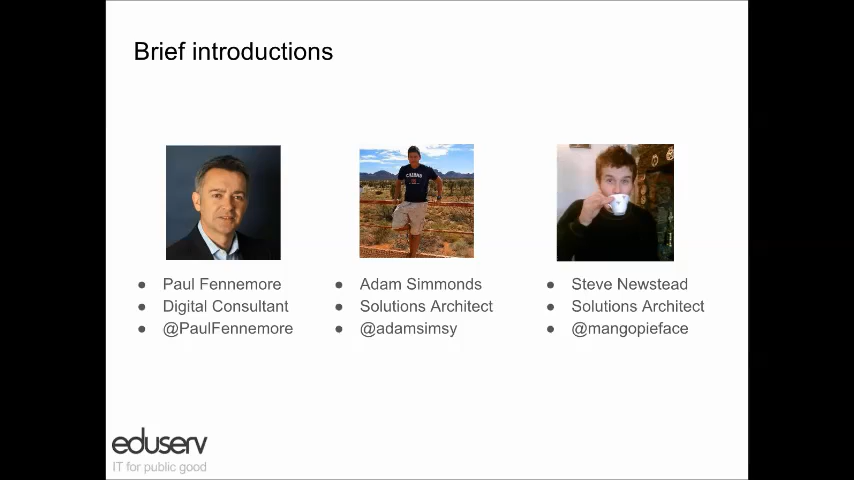 Brief introductions
Paul Fennemore
Digital Consultant
@PaulFennemore
Adam Simmonds
Solutions Architect
@adamsimsy
Steve Newstead
Solutions Architect
@mangopieface
eduserv
IT for public good